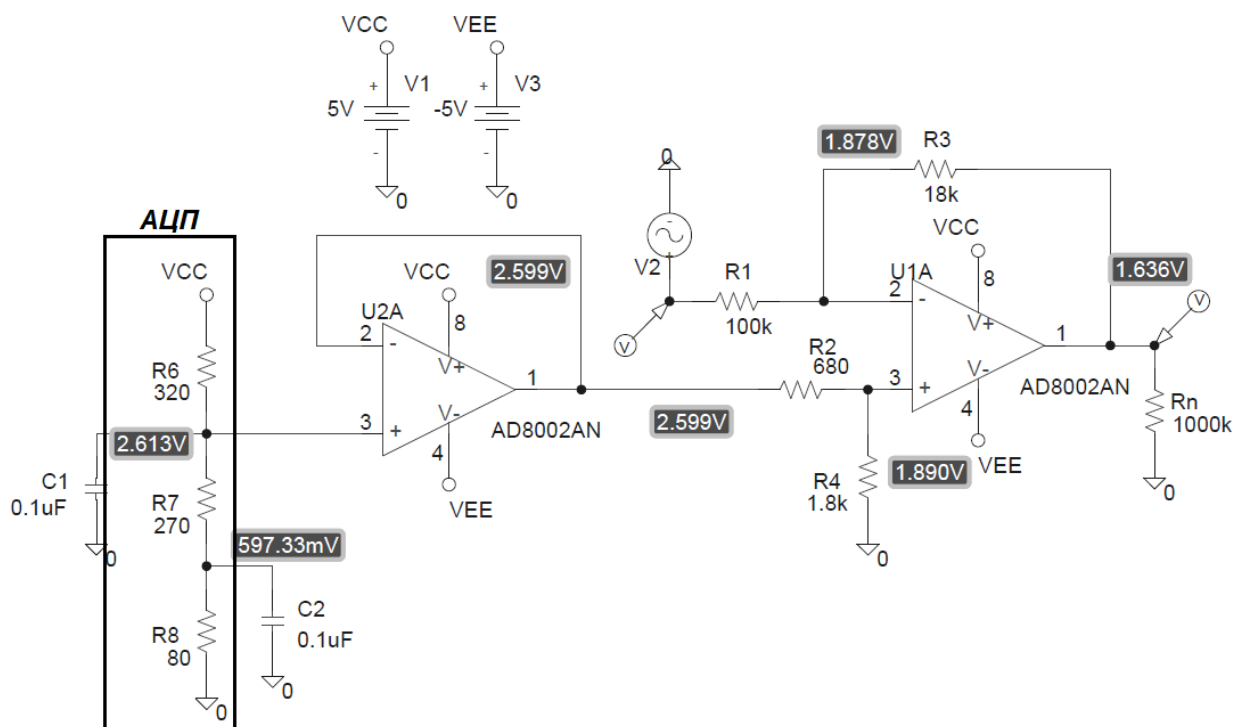 VCC
VEE
+
V1
5V
-
0
+
V3
-5V
-
0
АЦП
VCC
R6
320
2.613V
C1
0.1uF
0
R7
270
597.33mV
C2
0.1uF
0
R8
80
0
2.599V
VCC
U2A
8
2
-
V+
1
V-
3
+
4
AD8002AN
VEE
2.599V
0
-
V2
+
V
R1
100k
1.878V
R3
18k
VCC
U1A
8
2
-
V+
1
R2
680
3
+
V-
4
AD8002AN
VEE
1.890V
R4
1.8k
0
1.636V
V
Rn
1000k
0